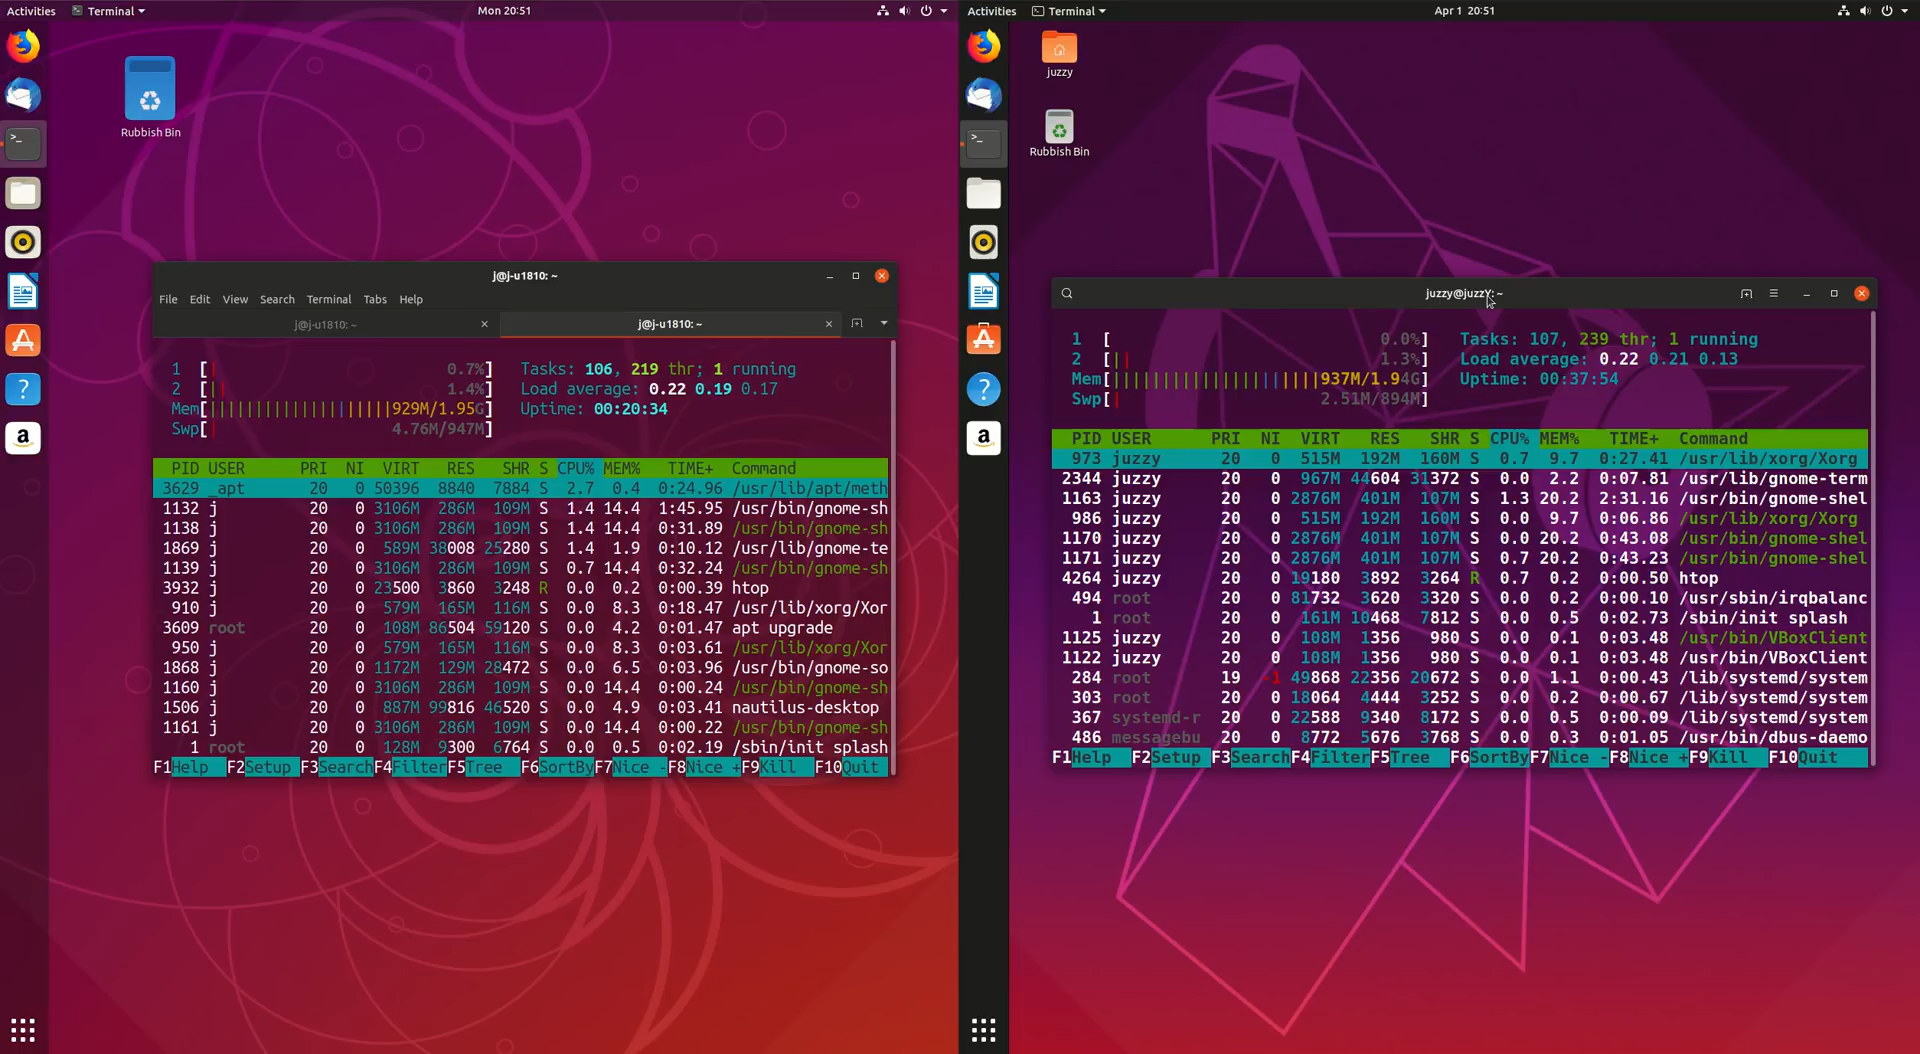 Activities Terminal Mon 20:51
Rubbish Bin
j@j-u1810: ~
File Edit View Search Terminal Tabs Help
j@j-u1810: ~ j@j-u1810: ~
1 [ 0.7%] Tasks: 106, 219 thr; 1 running
2 [ 1.4%] Load average: 0.22 0.19 0.17
Mem[ 929M/1.95G Uptime: 00:20:34
Swp[ 4.76M/947M]
PID USER PRI NI VIRT RES SHR S CPU% MEM% TIME+ Command
3629 _apt 20 0 50396 8840 7884 S 2.7 0.4 0:24.96 /usr/lib/apt/meth
1132 j 20 0 3106M 286M 109M S 1.4 14.4 1:45.95 /usr/bin/gnome-sh
1138 j 20 0 3106M 286M 109M S 1.4 14.4 0:31.89 /usr/bin/gnome-sh
1869 j 20 0 589M 38008 25280 S 1.4 1.9 0:10.12 /usr/lib/gnome-te
1139 j 20 0 3106M 286M 109M S 0.7 14.4 0:32.24 /usr/bin/gnome-sh
3932 j 20 0 23500 3860 3248 R 0.0 0.2 0:00.39 htop
910 j 20 0 579M 165M 116M S 0.0 8.3 0:18.47 /usr/lib/xorg/Xor
3609 root 20 0 108M 86504 59120 S 0.0 4.2 0:01.47 apt upgrade
950 j 20 0 579M 165M 116M S 0.0 8.3 0:03.61 /usr/lib/xorg/Xor
1868 j 20 0 1172M 129M 28472 S 0.0 6.5 0:03.96 /usr/bin/gnome-so
1160 j 20 0 3106M 286M 109M S 0.0 14.4 0:00.24 /usr/bin/gnome-sh
1506 j 20 0 887M 99816 46520 S 0.0 4.9 0:03.41 nautilus-desktop
1161 j 20 0 3106M 286M 109M S 0.0 14.4 0:00.22 /usr/bin/gnome-sh
1 root 20 0 128M 9300 6764 S 0.0 0.5 0:02.19 /sbin/init splash
F1Help F2Setup F3SearchF4FilterF5Tree F6SortByF7Nice -F8Nice +F9Kill F10Quit
Activities Terminal Apr 1 20:51
juzzy
Rubbish Bin
juzzy@juzzY: ~
1 [ 0.0%] Tasks: 107, 239 thr; 1 running
2 [ 1.3%] Load average: 0.22 0.21 0.13
Mem[ 937M/1.94G Uptime: 00:37:54
Swp[ 2.51M/894M]
PID USER PRI NI VIRT RES SHR S CPU% MEM% TIME+ Command
973 juzzy 20 0 515M 192M 160M S 0.7 9.7 0:27.41 /usr/lib/xorg/Xorg
2344 juzzy 20 0 967M 44604 31372 S 0.0 2.2 0:07.81 /usr/lib/gnome-term
1163 juzzy 20 0 2876M 401M 107M S 1.3 20.2 2:31.16 /usr/bin/gnome-shel
986 juzzy 20 0 515M 192M 160M S 0.0 9.7 0:06.86 /usr/lib/xorg/Xorg
1170 juzzy 20 0 2876M 401M 107M S 0.0 20.2 0:43.08 /usr/bin/gnome-shel
1171 juzzy 20 0 2876M 401M 107M S 0.7 20.2 0:43.23 /usr/bin/gnome-shel
4264 juzzy 20 0 19180 3892 3264 R 0.7 0.2 0:00.50 htop
494 root 20 0 81732 3620 3320 S 0.0 0.2 0:00.10 /usr/sbin/irqbalanc
1 root 20 0 161M 10468 7812 S 0.0 0.5 0:02.73 /sbin/init splash
1125 juzzy 20 0 108M 1356 980 S 0.0 0.1 0:03.48 /usr/bin/VBoxClient
1122 juzzy 20 0 108M 1356 980 S 0.0 0.1 0:03.48 /usr/bin/VBoxClient
284 root 19 -1 49868 22356 20672 S 0.0 1.1 0:00.43 /lib/systemd/system
303 root 20 0 18064 4444 3252 S 0.0 0.2 0:00.67 /lib/systemd/system
367 systemd-r 20 0 22588 9340 8172 S 0.0 0.5 0:00.09 /lib/systemd/system
486 messagebu 20 0 8772 5676 3768 S 0.0 0.3 0:01.05 /usr/bin/dbus-daemo
F1Help F2Setup F3SearchF4FilterF5Tree F6SortByF7Nice -F8Nice +F9Kill F10Quit